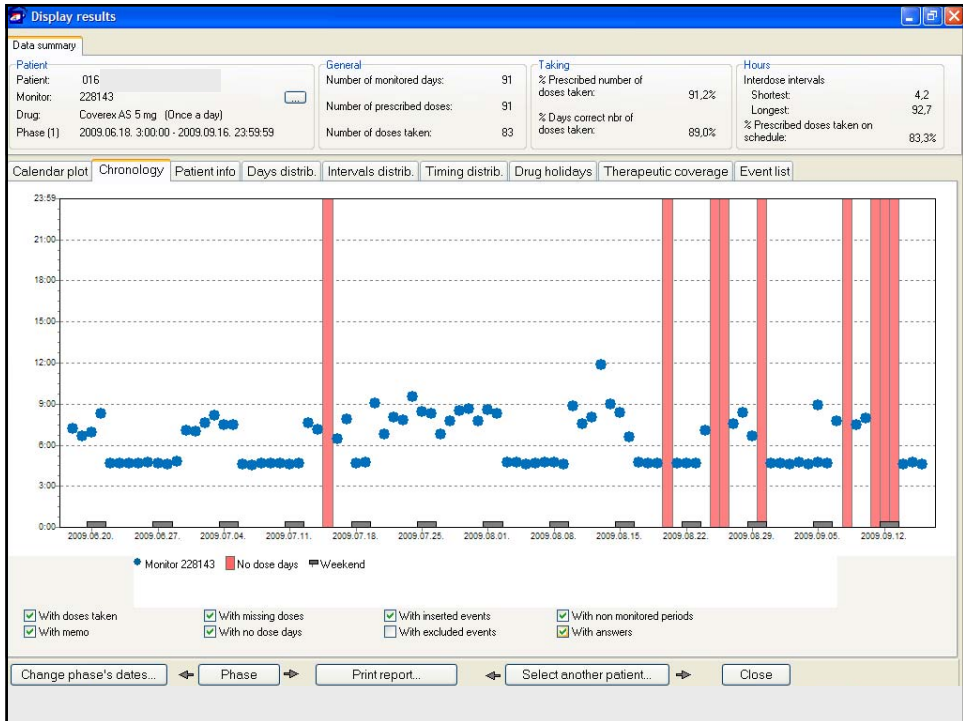 Display results
Data summary
Patient
Patient: 016
Monitor: 228143
...
Drug: Coverex AS 5 mg (Once a day)
Phase (1) 2009.06.18. 3:00:00 - 2009.09.16. 23:59:59
General
Number of monitored days: 91
Number of prescribed doses: 91
Number of doses taken: 83
Taking
% Prescribed number of
doses taken: 91,2%
% Days correct nbr of
doses taken: 89,0%
Hours
Interdose intervals
Shortest: 4,2
Longest: 92,7
% Prescribed doses taken on
schedule: 83,3%
Calendar plot Chronology Patient info Days distrib. Intervals distrib. Timing distrib. Drug holidays Therapeutic coverage Event list
23:59
21:00
18:00
15:00
12:00
9:00
6:00
3:00
0:00
2009.06.20. 2009.06.27. 2009.07.04. 2009.07.11. 2009.07.18. 2009.07.25. 2009.08.01. 2009.08.08. 2009.08.15. 2009.08.22. 2009.08.29. 2009.09.05. 2009.09.12.
Monitor 228143 No dose days Weekend
With doses taken With missing doses With inserted events With non monitored periods
With memo With no dose days With excluded events With answers
Change phase's dates... Phase Print report... Select another patient... Close